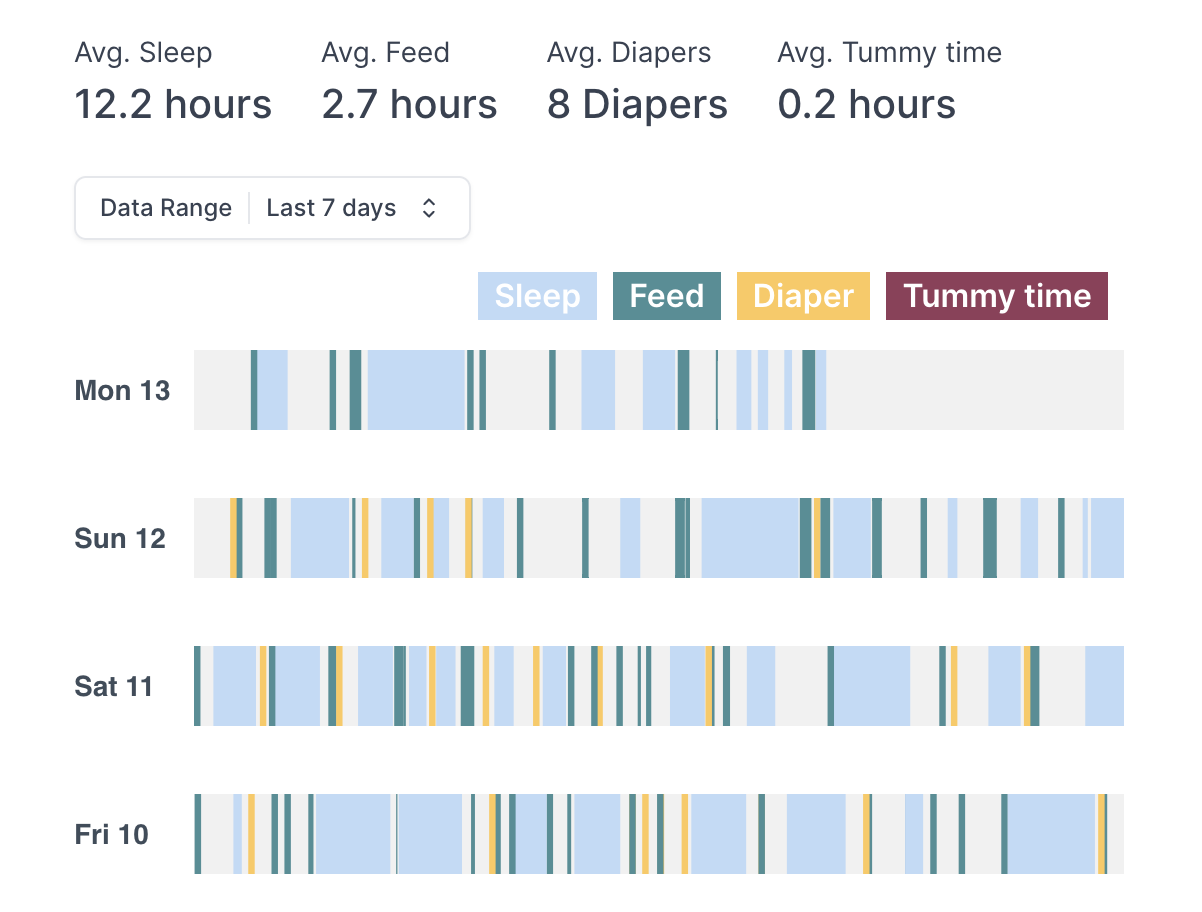 Avg. Sleep
12.2 hours
Avg. Feed
2.7 hours
Avg. Diapers
8 Diapers
Avg. Tummy time
0.2 hours
Data Range Last 7 days
Sleep Feed Diaper Tummy time
Mon 13
Sun 12
Sat 11
Fri 10